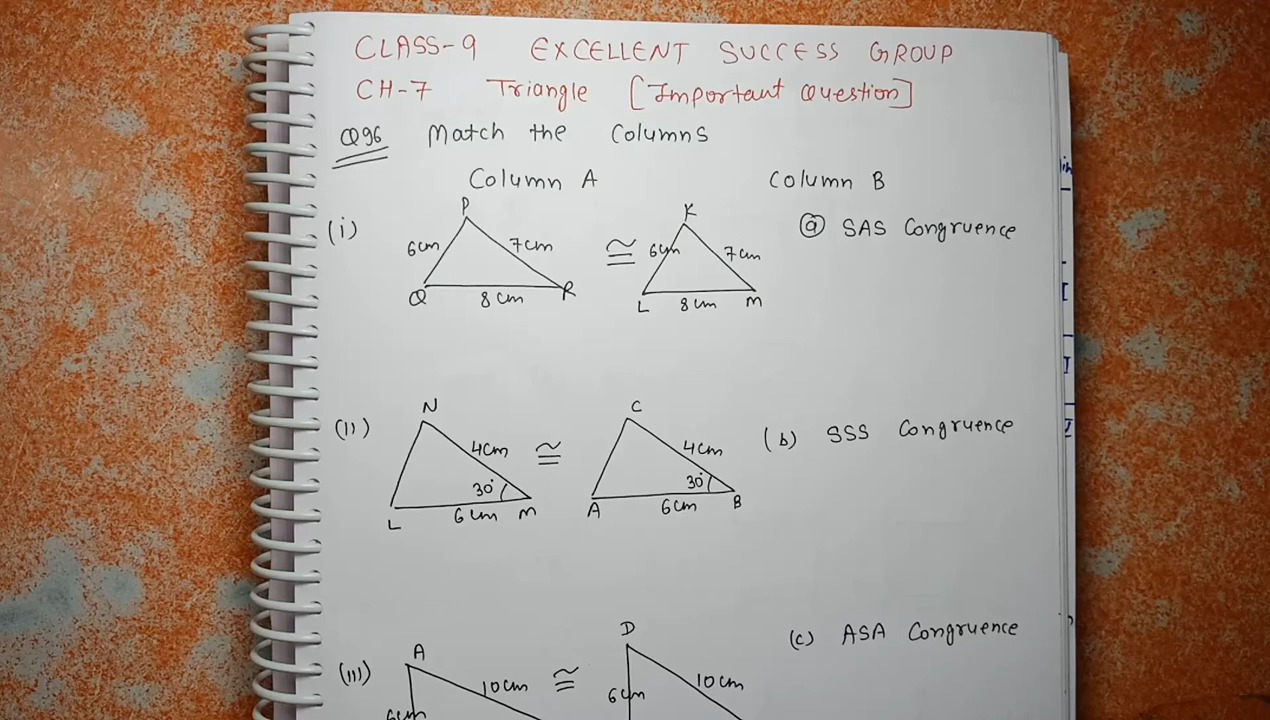 CLASS-9 EXCELLENT SUCCESS GROUP
CH-7 Triangle [Important Question]
Q96 Match the Columns
Column A Column B
(i) P 6cm 7cm Q 8cm R ≅ K 6cm 7cm L 8cm M ⓐ SAS Congruence
(ii) N 4cm 30° L 6cm M ≅ C 4cm 30° A 6cm B (b) SSS Congruence
(iii) A 10cm 6cm ≅ D 6cm 10cm (c) ASA Congruence